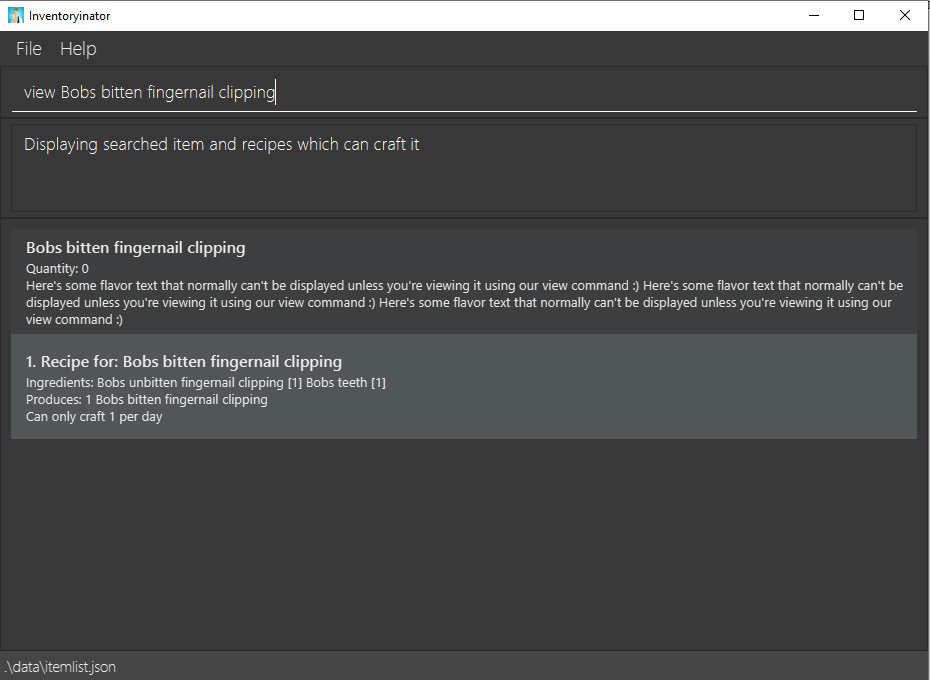 Inventoryinator
File Help
view Bobs bitten fingernail clipping
Displaying searched item and recipes which can craft it
Bobs bitten fingernail clipping
Quantity: 0
Here's some flavor text that normally can't be displayed unless you're viewing it using our view command :) Here's some flavor text that normally can't be
displayed unless you're viewing it using our view command :) Here's some flavor text that normally can't be displayed unless you're viewing it using our
view command :)
1. Recipe for: Bobs bitten fingernail clipping
Ingredients: Bobs unbitten fingernail clipping [1] Bobs teeth [1]
Produces: 1 Bobs bitten fingernail clipping
Can only craft 1 per day
.\data\itemlist.json